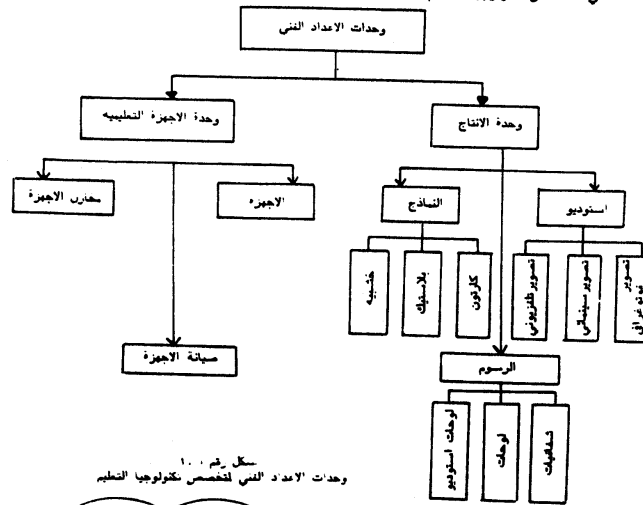 وحدات الاعداد الفني
وحدة الانتاج
وحدة الاجهزة التعليميه
استوديو
النماذج
الاجهزه
مخازن الاجهزة
تصوير فوتوغرافي
تصوير سينمائي
تصوير تلفزيوني
كارتون
بلاستيك
خشبيه
صيانة الاجهزة
الرسوم
شفافيات
لوحات
لوحات استوديو
شكل رقم
وحدات الاعداد الفني لتخصص تكنولوجيا التعليم